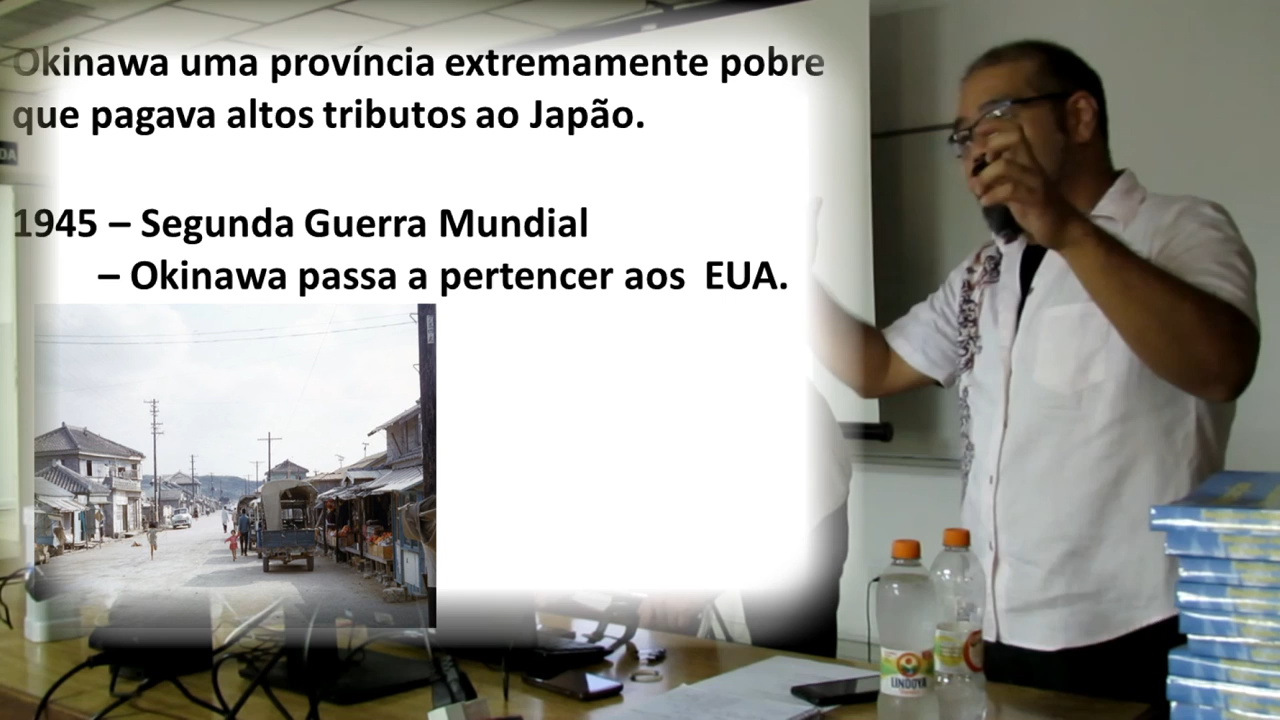 Okinawa uma província extremamente pobre
que pagava altos tributos ao Japão.
1945 – Segunda Guerra Mundial
– Okinawa passa a pertencer aos EUA.
DA
LINDOYA